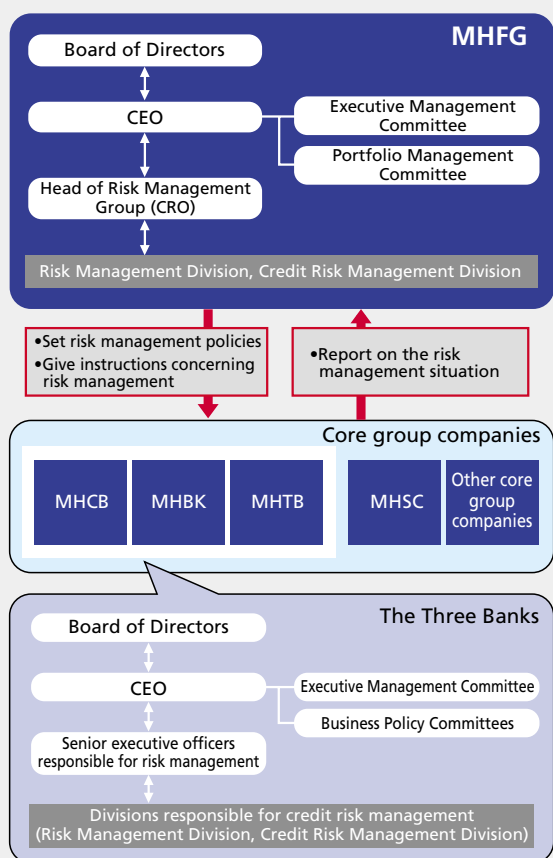 MHFG
Board of Directors
CEO
Executive Management
Committee
Portfolio Management
Committee
Head of Risk Management
Group (CRO)
Risk Management Division, Credit Risk Management Division
•Set risk management policies
•Give instructions concerning
risk management
•Report on the risk
management situation
Core group companies
MHCB
MHBK
MHTB
MHSC
Other core
group
companies
The Three Banks
Board of Directors
CEO
Executive Management Committee
Business Policy Committees
Senior executive officers
responsible for risk management
Divisions responsible for credit risk management
(Risk Management Division, Credit Risk Management Division)